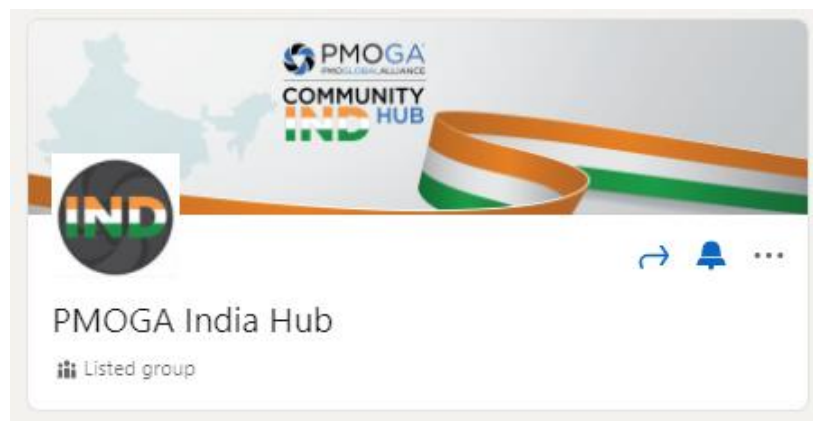 PMOGA
PMOGLOBALALLIANCE
COMMUNITY
IND HUB
IND
PMOGA India Hub
Listed group